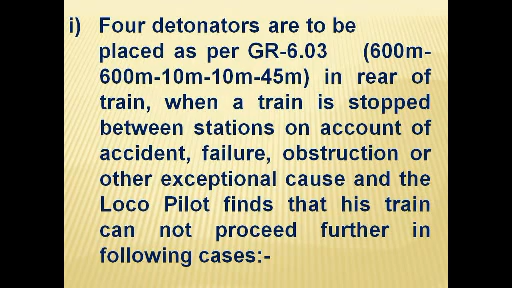 i) Four detonators are to be
placed as per GR-6.03 (600m-
600m-10m-10m-45m) in rear of
train, when a train is stopped
between stations on account of
accident, failure, obstruction or
other exceptional cause and the
Loco Pilot finds that his train
can not proceed further in
following cases:-